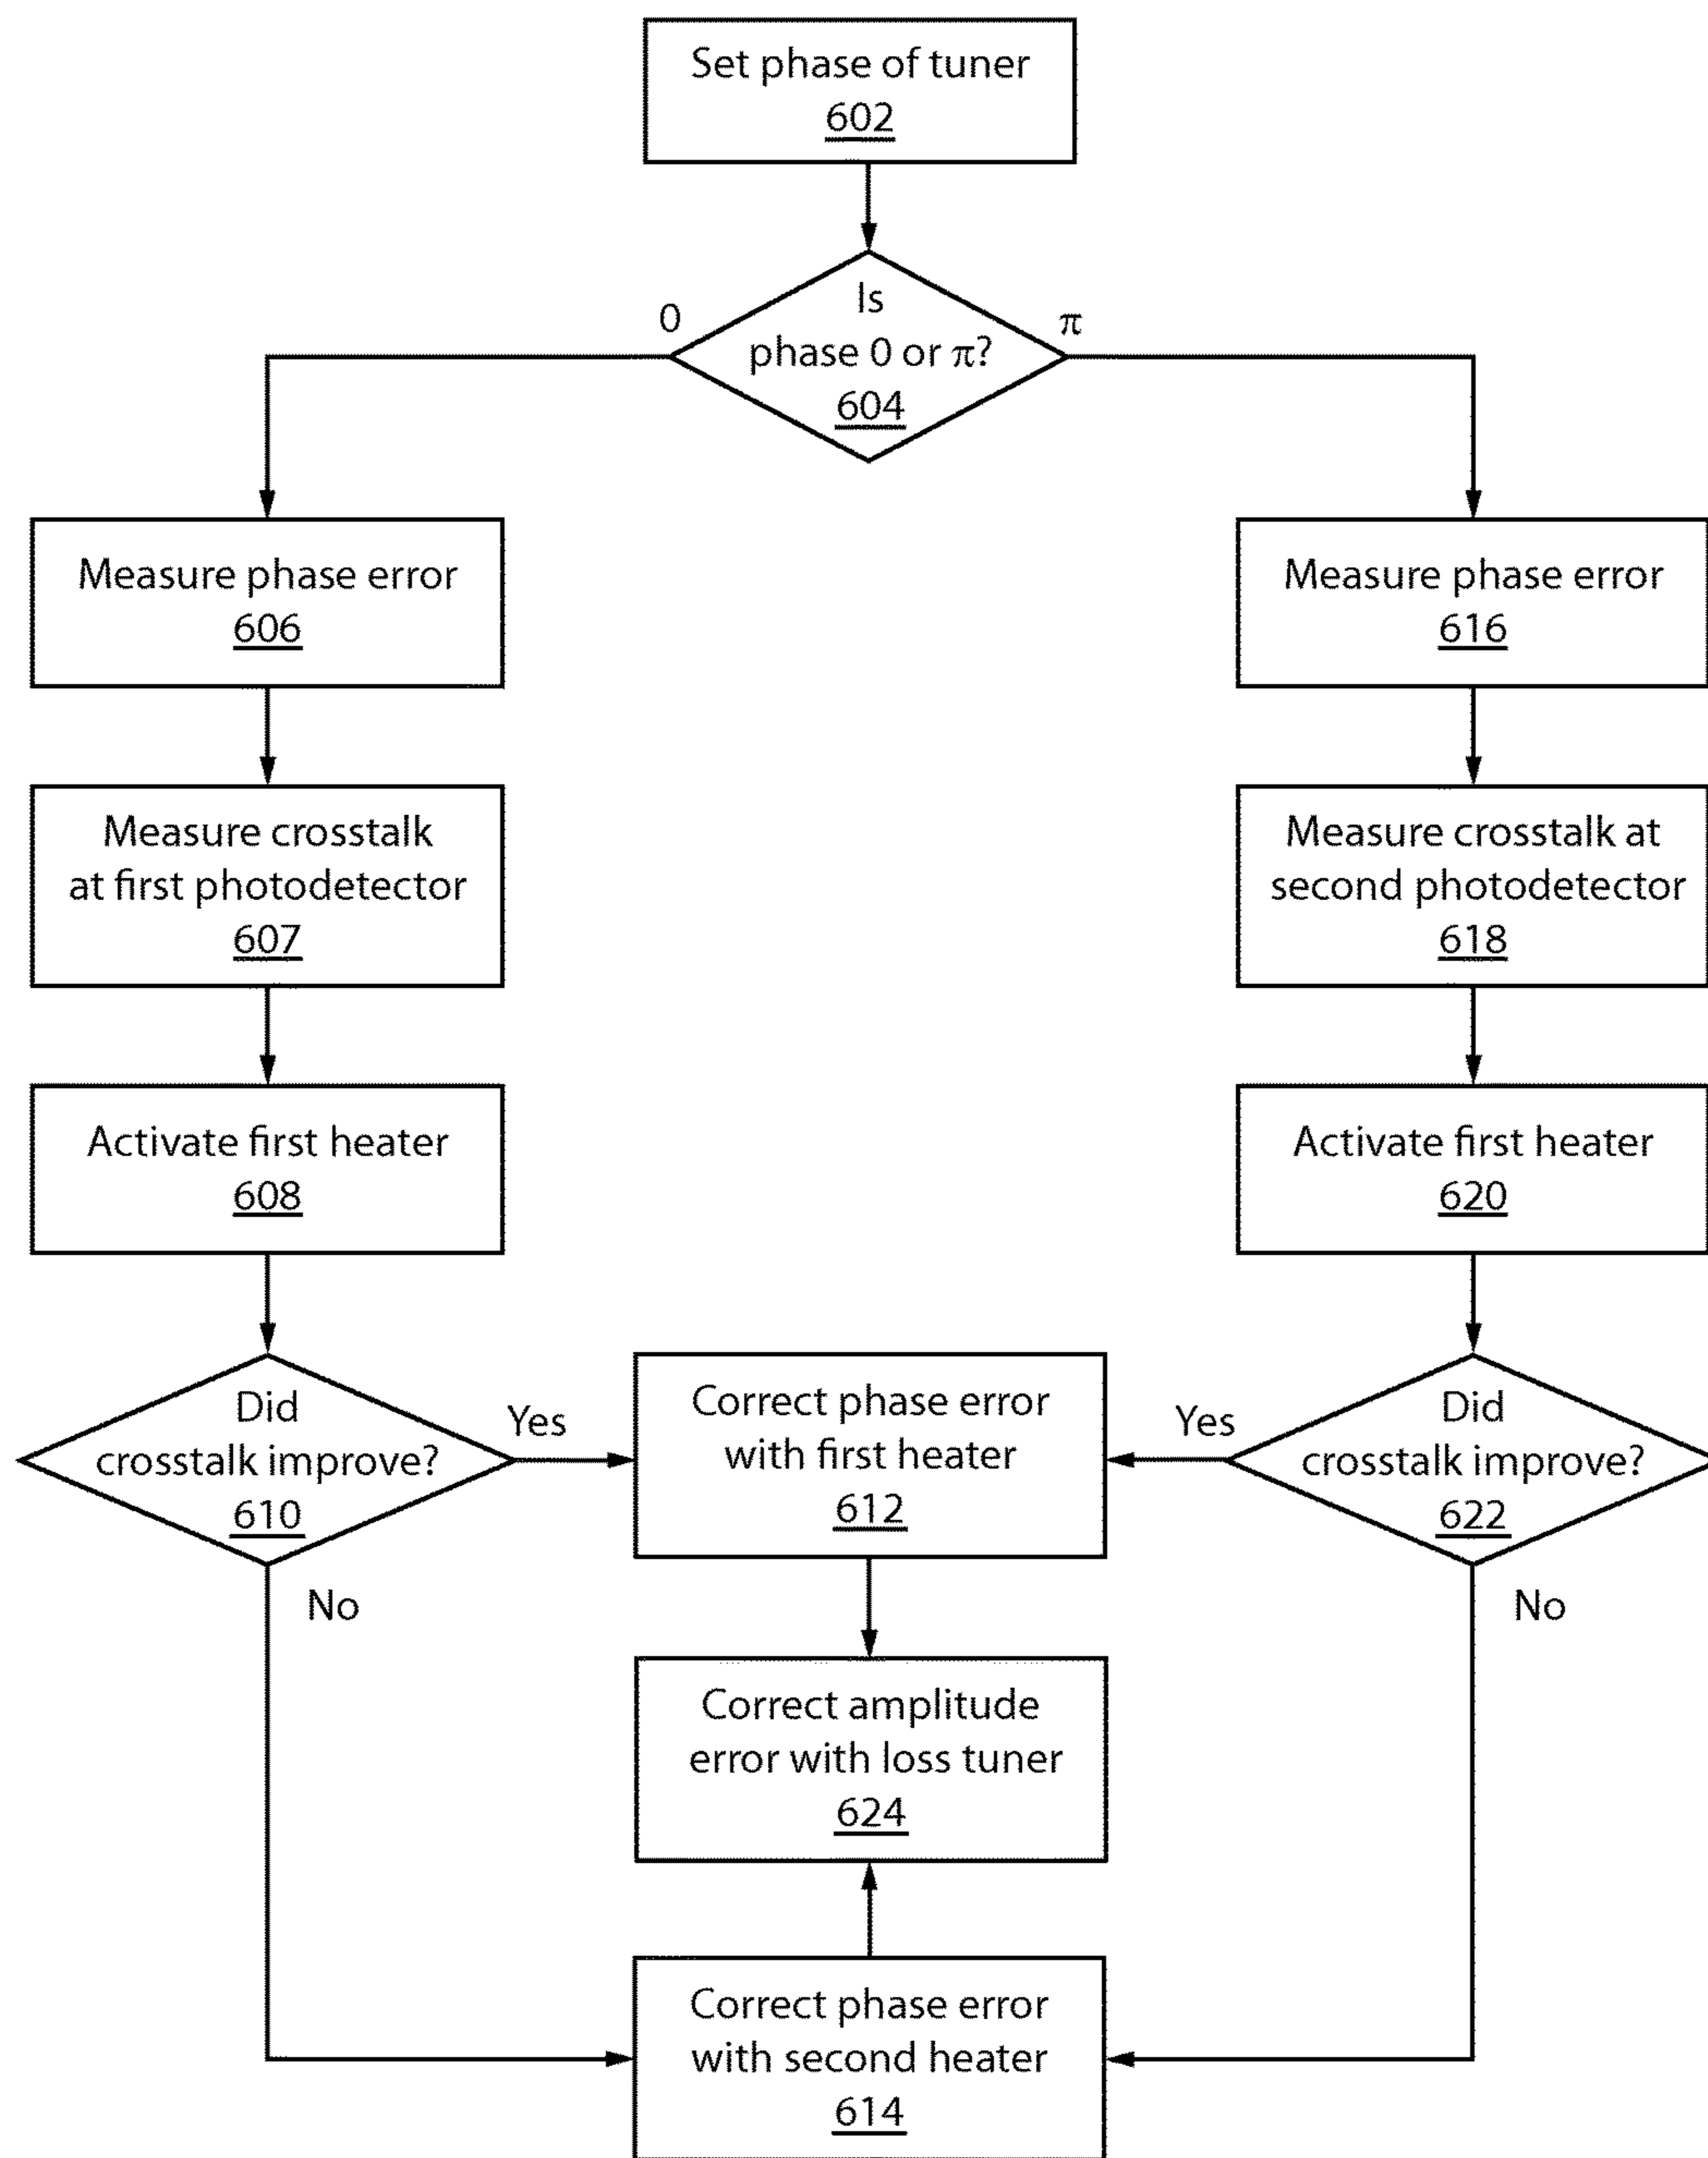 Set phase of tuner
602
Is
phase 0 or π?
604
0
π
Measure phase error
606
Measure phase error
616
Measure crosstalk
at first photodetector
607
Measure crosstalk at
second photodetector
618
Activate first heater
608
Activate first heater
620
Did
crosstalk improve?
610
Yes
No
Correct phase error
with first heater
612
Did
crosstalk improve?
622
Yes
No
Correct amplitude
error with loss tuner
624
Correct phase error
with second heater
614